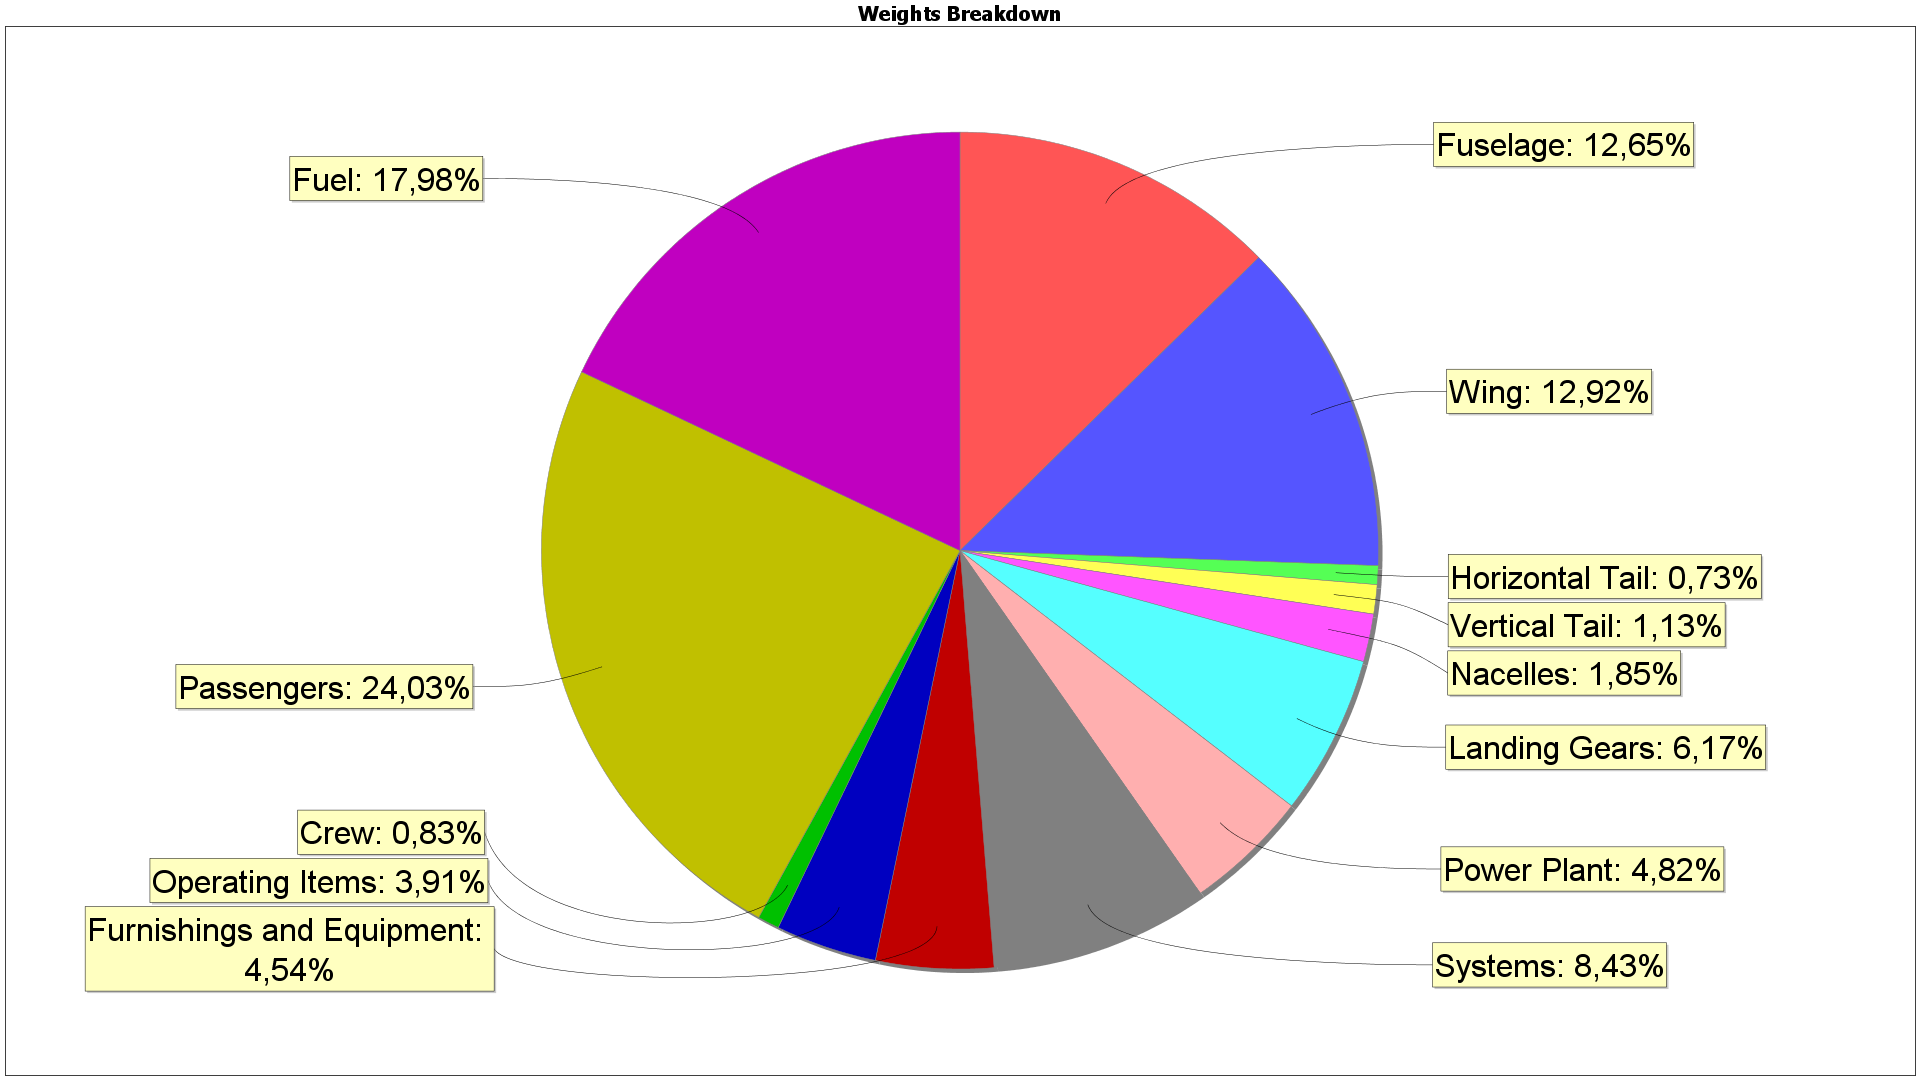 Weights Breakdown
Fuselage: 12,65%
Fuel: 17,98%
Wing: 12,92%
Horizontal Tail: 0,73%
Vertical Tail: 1,13%
Nacelles: 1,85%
Passengers: 24,03%
Landing Gears: 6,17%
Crew: 0,83%
Power Plant: 4,82%
Operating Items: 3,91%
Furnishings and Equipment:
4,54%
Systems: 8,43%